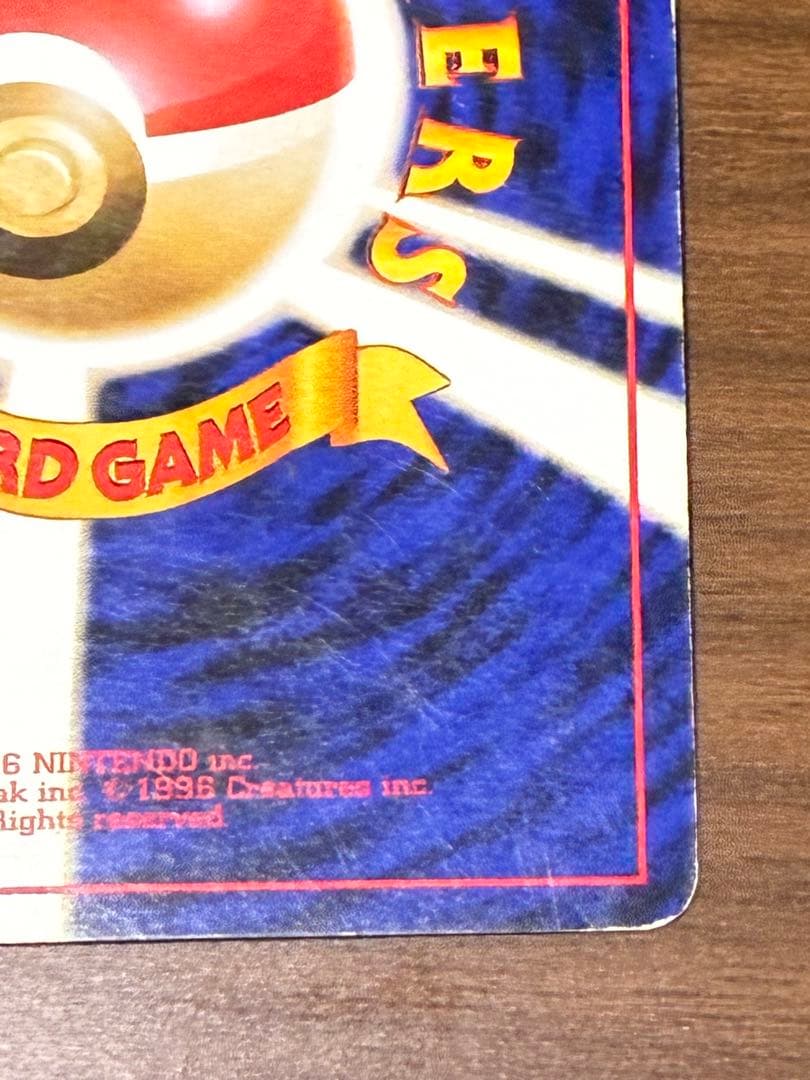 ERS
RD GAME
6 NINTENDO inc.
ak inc. © 1996 Creatures inc.
Rights reserved